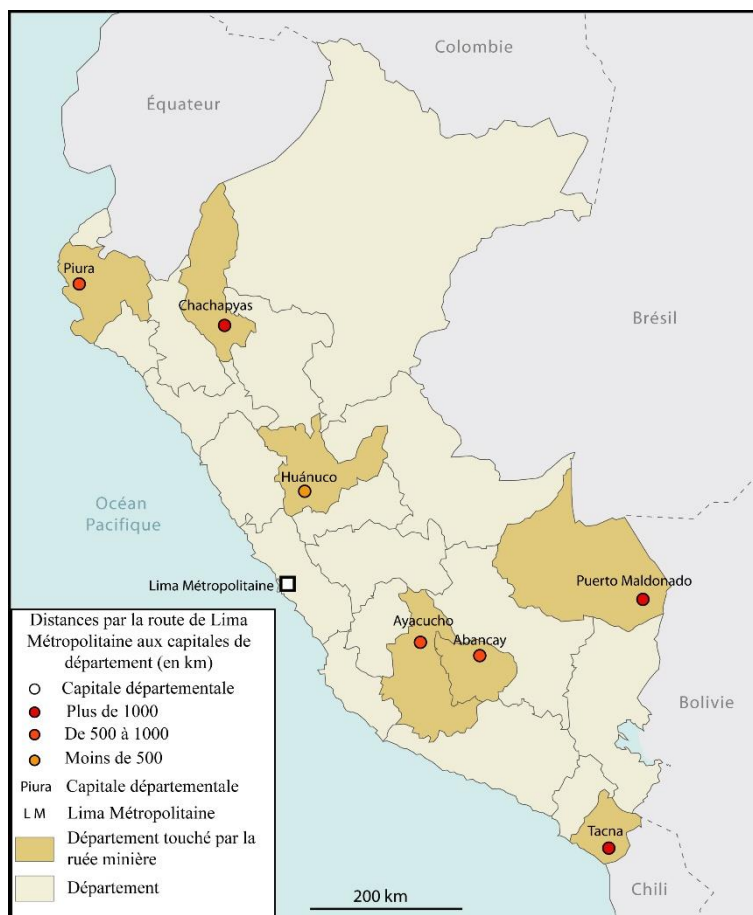 Colombie
Équateur
Piura
Chachapyas
Brésil
Huánuco
Océan
Pacifique
Lima Métropolitaine
Puerto Maldonado
Ayacucho
Abancay
Bolivie
Tacna
Chili
200 km
Distances par la route de Lima
Métropolitaine aux capitales de
département (en km)
Capitale départementale
Plus de 1000
De 500 à 1000
Moins de 500
Piura Capitale départementale
L M Lima Métropolitaine
Département touché par la
ruée minière
Département